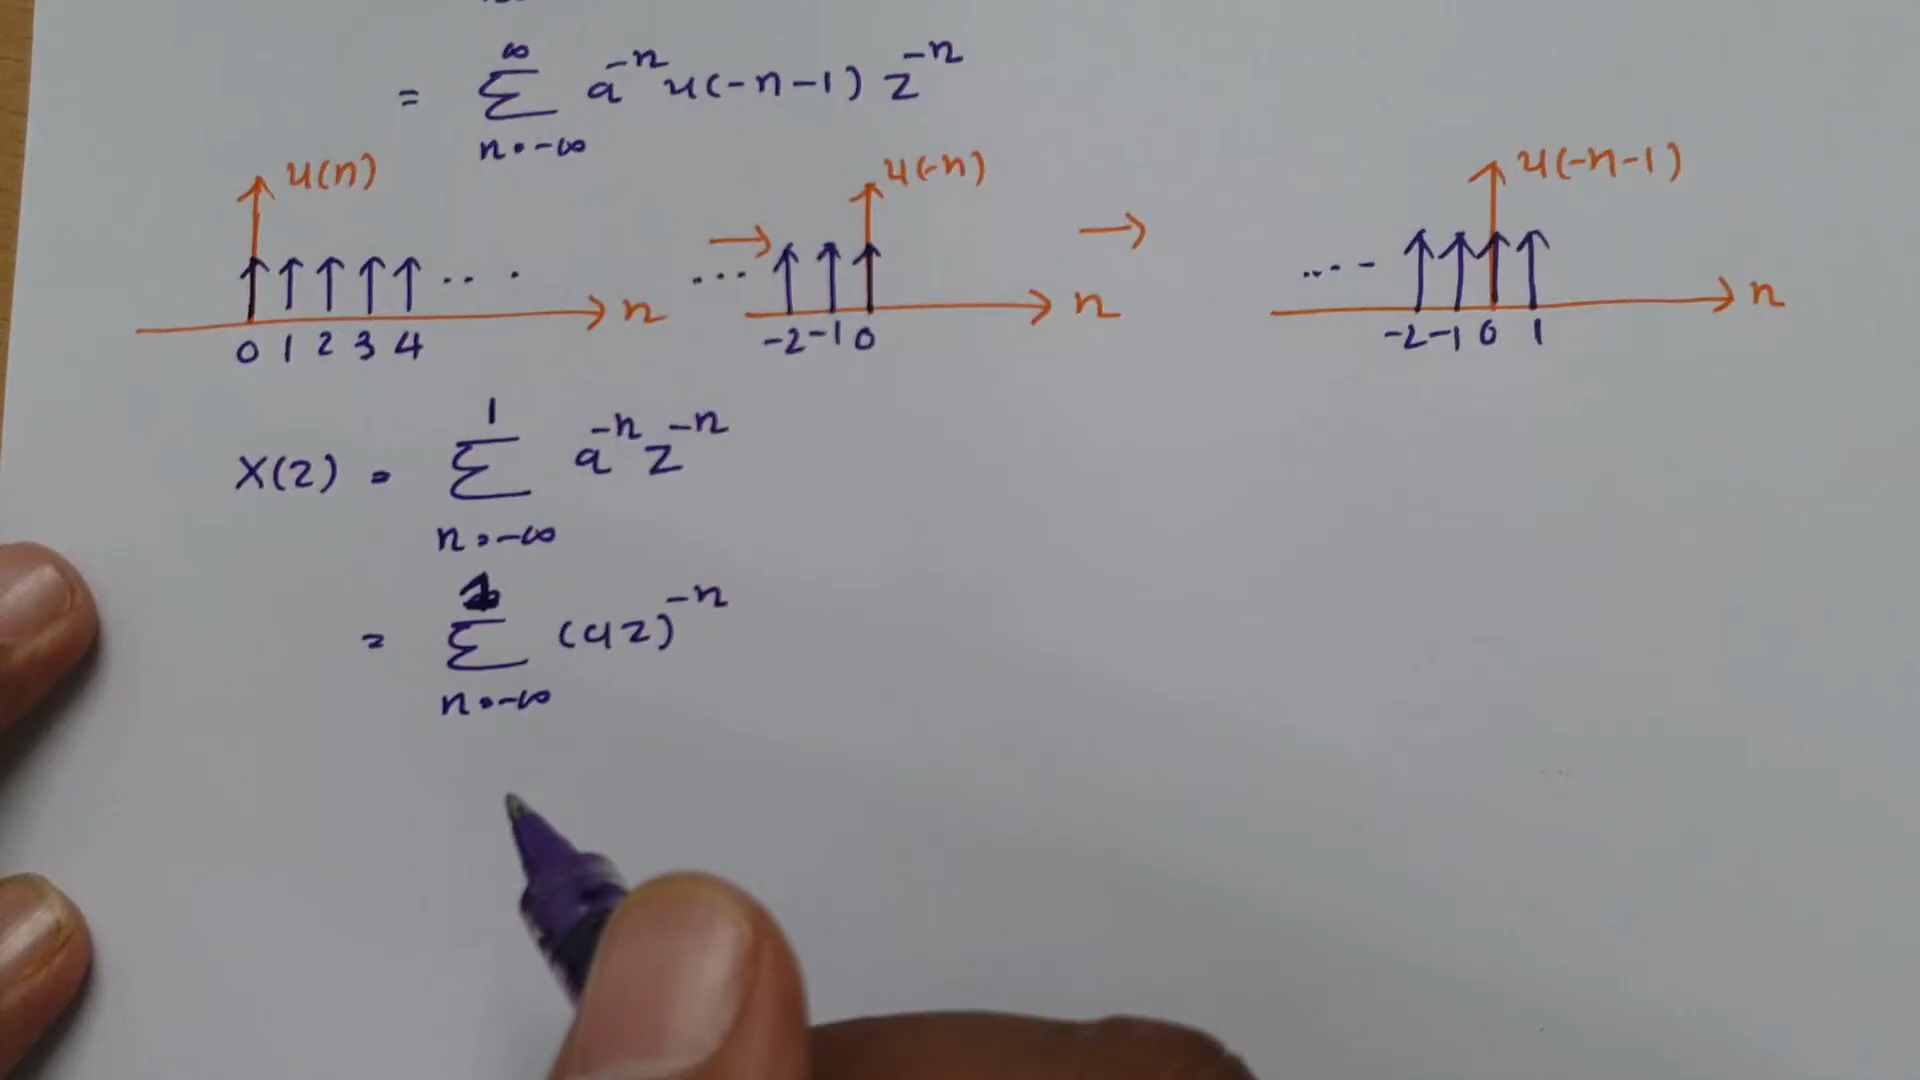 = ∞ Σ n=-∞ a^-n u(-n-1) z^-n
u(n) u(-n) u(-n-1)
→ →
... . ... ....-
n n n
0 1 2 3 4 -2 -1 0 -2 -1 0 1
X(z) = 1 Σ n=-∞ a^-n z^-n
= Σ n=-∞ (az)^-n